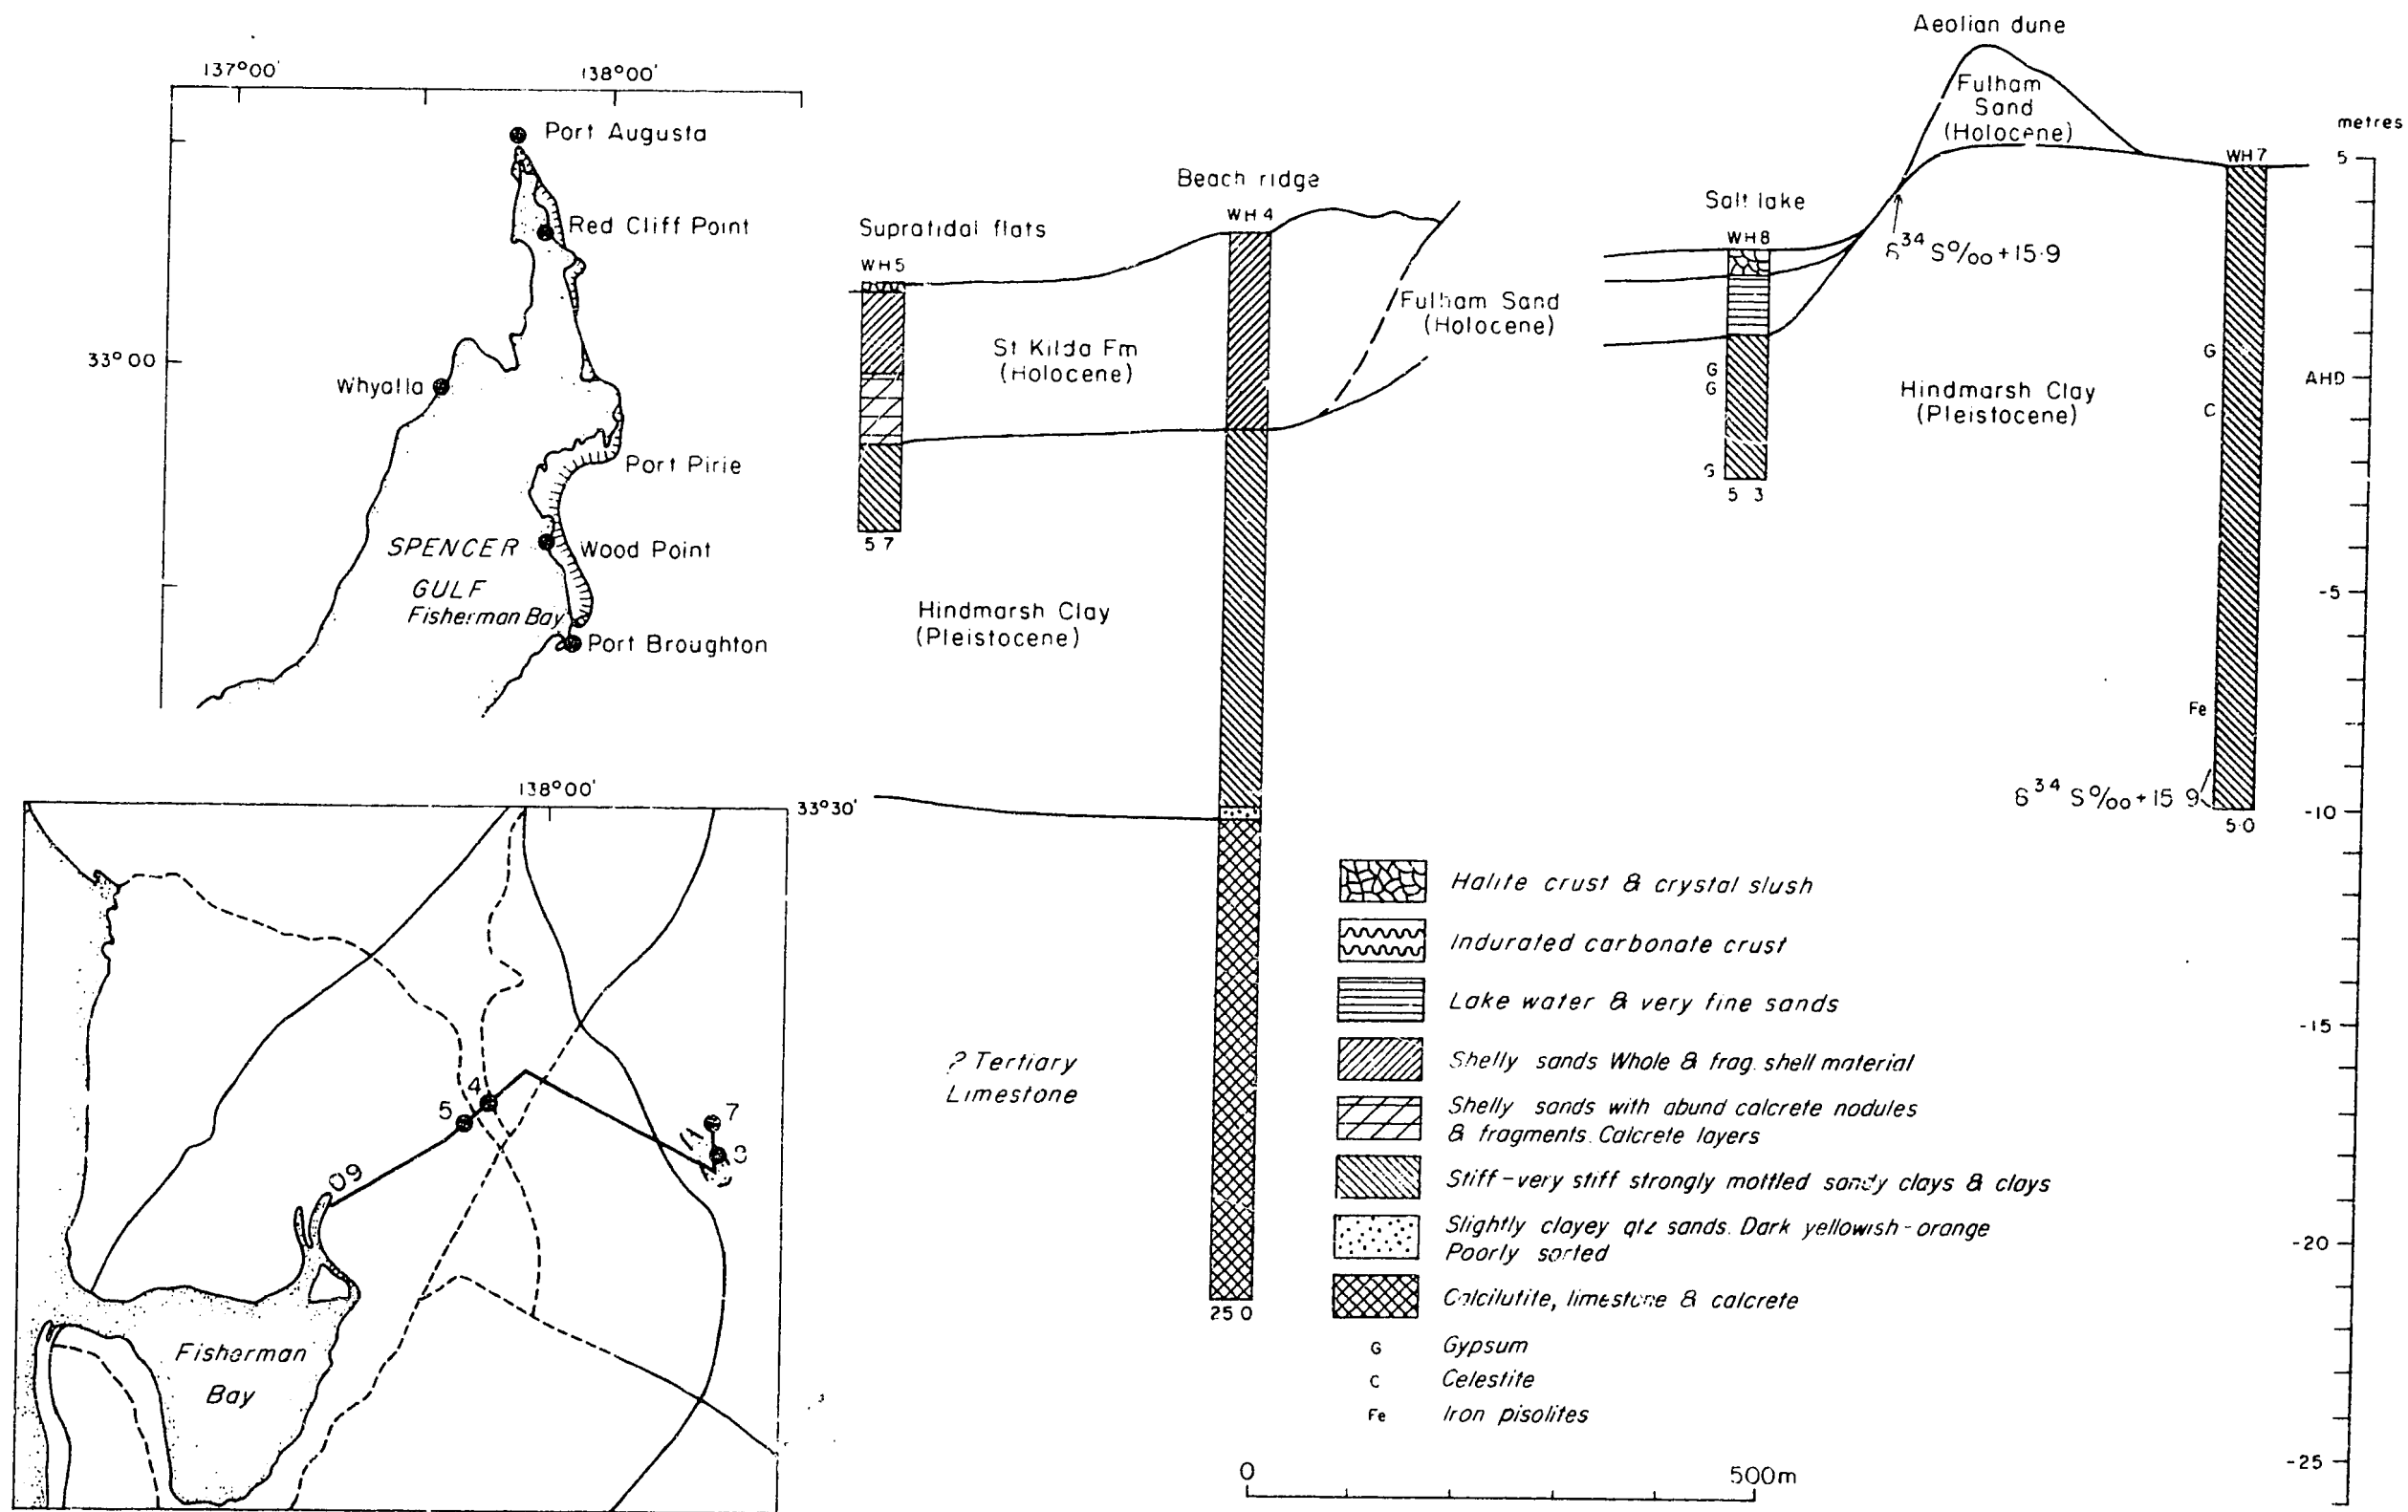 137°00'
138°00'
Port Augusta
Red Cliff Point
33°00
Whyalla
Port Pirie
SPENCER
GULF
Wood Point
Fisherman Bay
Port Broughton
Supratidal flats
WH5
5 7
Beach ridge
WH4
St Kilda Fm
(Holocene)
Fulham Sand
(Holocene)
Hindmarsh Clay
(Pleistocene)
? Tertiary
Limestone
25 0
Aeolian dune
Fulham
Sand
(Holocene)
Salt lake
WH8
δ34 S‰+15·9
G
G
G
5 3
Hindmarsh Clay
(Pleistocene)
WH7
G
C
Fe
δ34 S‰+15 9
5·0
metres
5
AHD
-5
-10
-15
-20
-25
138°00'
33°30'
4
5
7
8
09
Fisherman
Bay
Halite crust & crystal slush
Indurated carbonate crust
Lake water & very fine sands
Shelly sands Whole & frag. shell material
Shelly sands with abund calcrete nodules
& fragments. Calcrete layers
Stiff-very stiff strongly mottled sandy clays & clays
Slightly clayey qtz sands. Dark yellowish-orange
Poorly sorted
Calcilutite, limestone & calcrete
G Gypsum
C Celestite
Fe Iron pisolites
0 500m